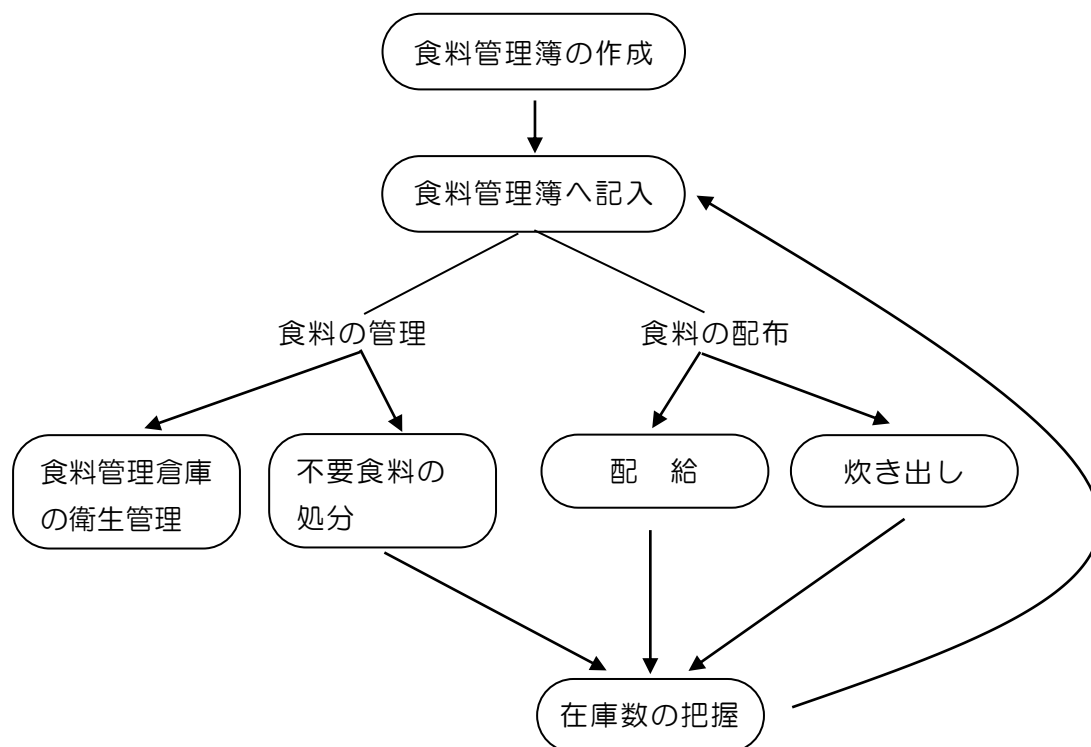 食料管理簿の作成
食料管理簿へ記入
食料の管理
食料の配布
食料管理倉庫
の衛生管理
不要食料の
処分
配　給
炊き出し
在庫数の把握